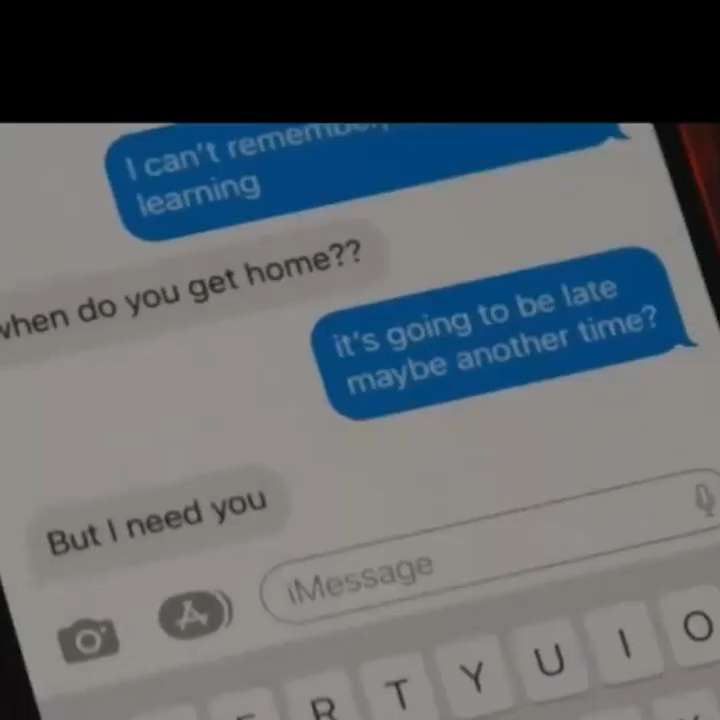 I can't remember,
learning
when do you get home??
it's going to be late
maybe another time?
But I need you
iMessage
R T Y U I O